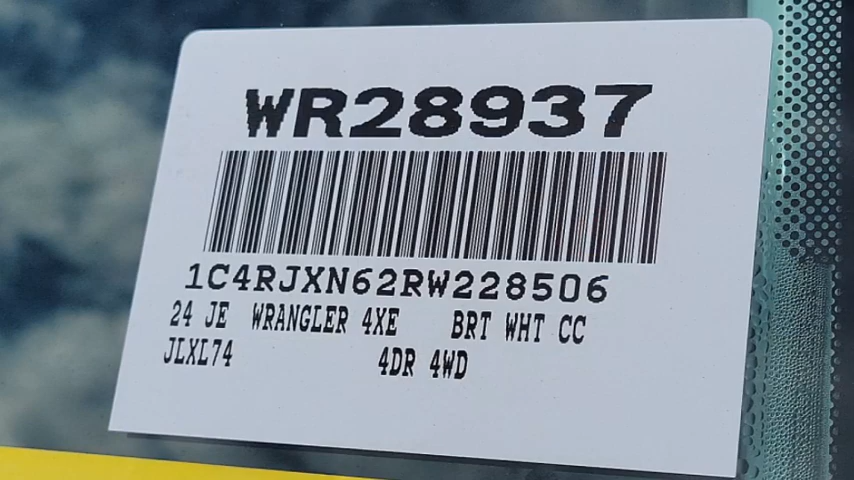 WR28937
1C4RJXN62RW228506
24 JE WRANGLER 4XE BRT WHT CC
JLXL74 4DR 4WD